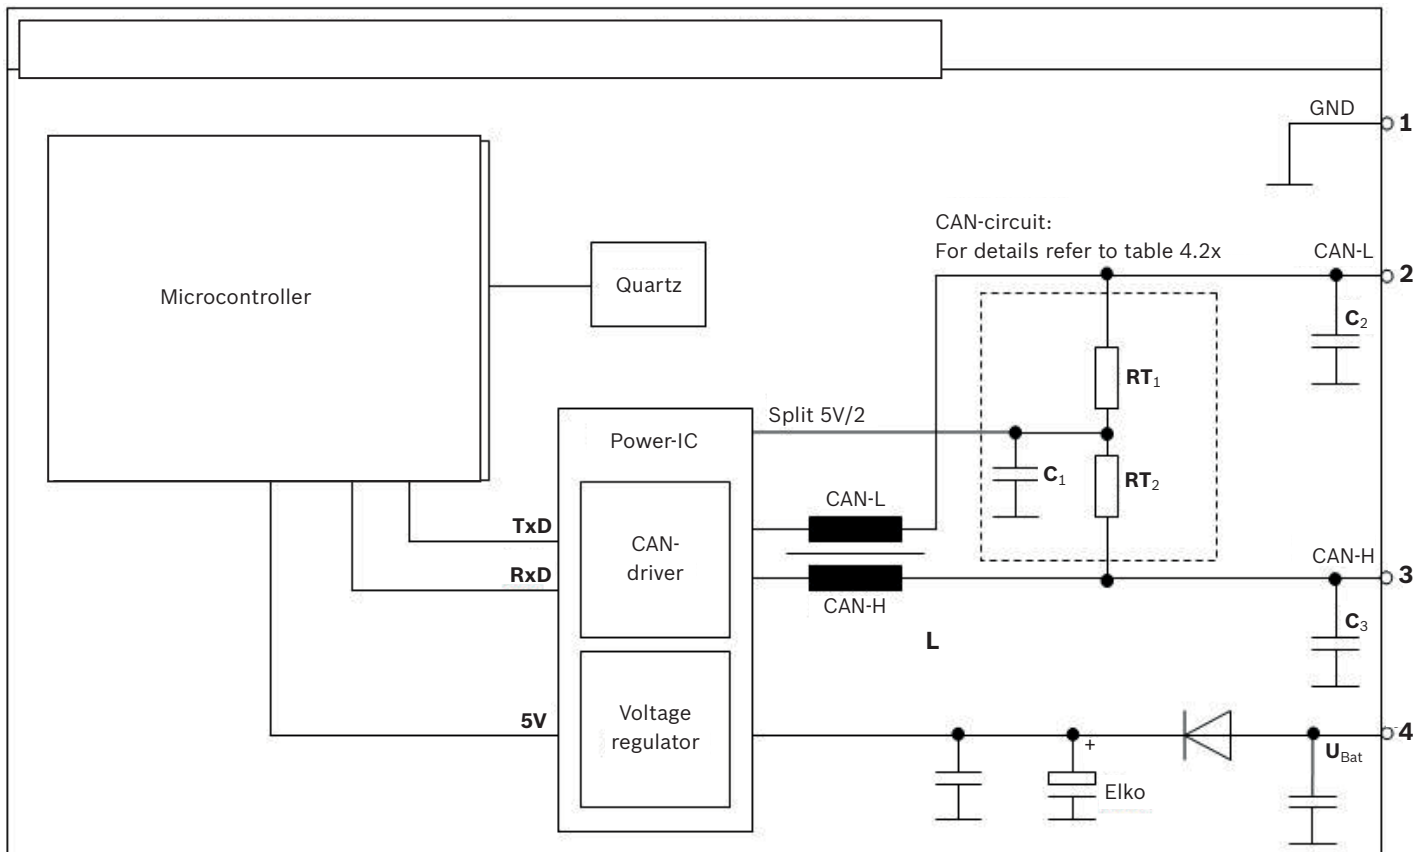 GND
1
CAN-circuit:
For details refer to table 4.2x
CAN-L
2
C2
Microcontroller
Quartz
RT1
Split 5V/2
Power-IC
C1
RT2
CAN-L
TxD
CAN-
driver
RxD
CAN-H
3
CAN-H
C3
L
5V
Voltage
regulator
+
Elko
UBat
4